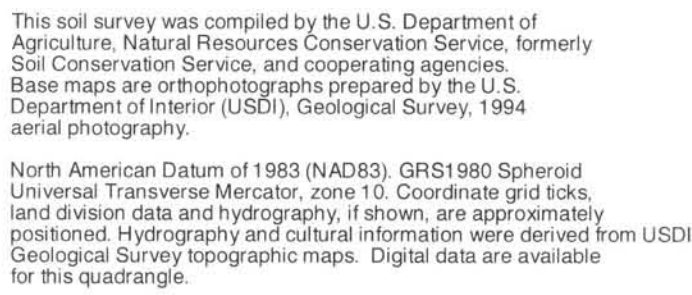 This soil survey was compiled by the U.S. Department of
Agriculture, Natural Resources Conservation Service, formerly
Soil Conservation Service, and cooperating agencies.
Base maps are orthophotographs prepared by the U.S.
Department of Interior (USDI), Geological Survey, 1994
aerial photography.

North American Datum of 1983 (NAD83). GRS1980 Spheroid
Universal Transverse Mercator, zone 10. Coordinate grid ticks,
land division data and hydrography, if shown, are approximately
positioned. Hydrography and cultural information were derived from USDI
Geological Survey topographic maps.  Digital data are available
for this quadrangle.